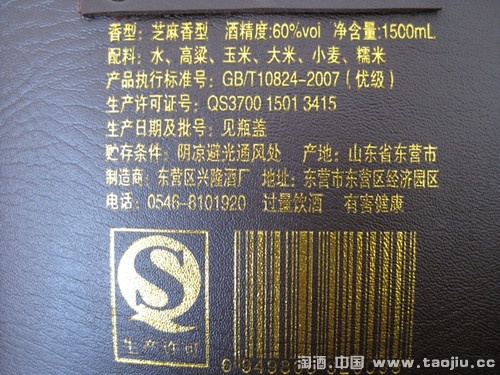 香型:芝麻香型 酒精度:60%vol 净含量:1500mL
配料:水、高粱、玉米、大米、小麦、糯米
产品执行标准号:GB/T10824-2007(优级)
生产许可证号:QS3700 1501 3415
生产日期及批号:见瓶盖
贮存条件:阴凉避光通风处 产地:山东省东营市
制造商:东营区兴隆酒厂 地址:东营市东营区经济园区
电话:0546-8101920 过量饮酒 有害健康
S
生产许可
淘酒.中国 www.taojiu.cc